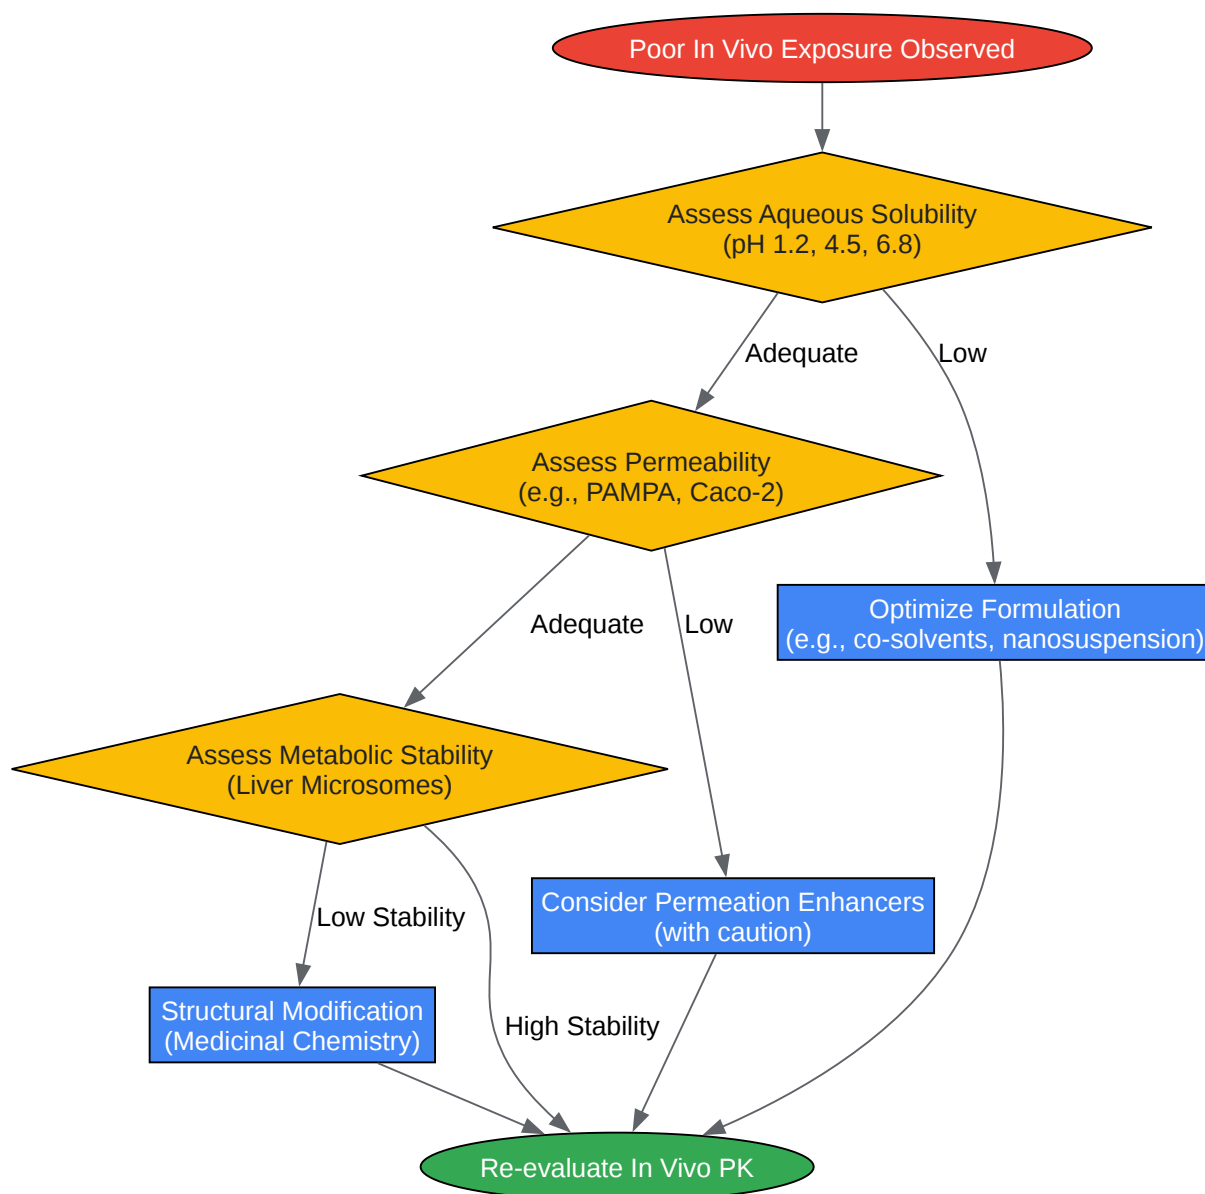 Poor In Vivo Exposure Observed
Assess Aqueous Solubility
(pH 1.2, 4.5, 6.8)
Adequate
Low
Assess Permeability
(e.g., PAMPA, Caco-2)
Adequate
Low
Optimize Formulation
(e.g., co-solvents, nanosuspension)
Assess Metabolic Stability
(Liver Microsomes)
Low Stability
Consider Permeation Enhancers
(with caution)
Structural Modification
(Medicinal Chemistry)
High Stability
Re-evaluate In Vivo PK